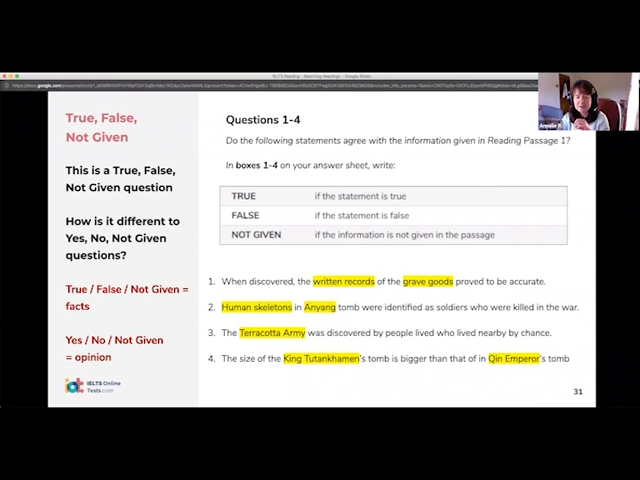 IELTS Reading - Matching Headings - Google Slides
Annelie
True, False,
Not Given
This is a True, False,
Not Given question
How is it different to
Yes, No, Not Given
questions?
True / False / Not Given =
facts
Yes / No / Not Given
= opinion
IELTS Online
Tests.com
Questions 1-4
Do the following statements agree with the information given in Reading Passage 1?
In boxes 1-4 on your answer sheet, write:
TRUE if the statement is true
FALSE if the statement is false
NOT GIVEN if the information is not given in the passage
1. When discovered, the written records of the grave goods proved to be accurate.
2. Human skeletons in Anyang tomb were identified as soldiers who were killed in the war.
3. The Terracotta Army was discovered by people lived who lived nearby by chance.
4. The size of the King Tutankhamen's tomb is bigger than that of in Qin Emperor's tomb
31